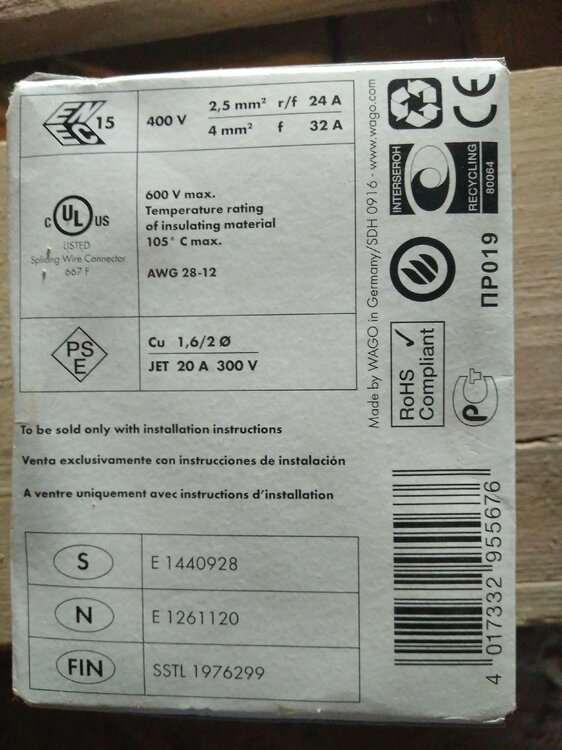 ENEC 15
400 V
2,5 mm² r/f 24 A
4 mm² f 32 A
c UL US
LISTED
Splicing Wire Connector
667 F
600 V max.
Temperature rating
of insulating material
105° C max.
AWG 28-12
PS
E
Cu 1,6/2 Ø
JET 20 A 300 V
To be sold only with installation instructions
Venta exclusivamente con instrucciones de instalación
A ventre uniquement avec instructions d'installation
S E 1440928
N E 1261120
FIN SSTL 1976299
Made by WAGO in Germany/SDH 0916 - www.wago.com
INTERSEROH
RECYCLING
80064
CE
ПР019
RoHS ✓
Compliant
РСТ
4 017332 955676